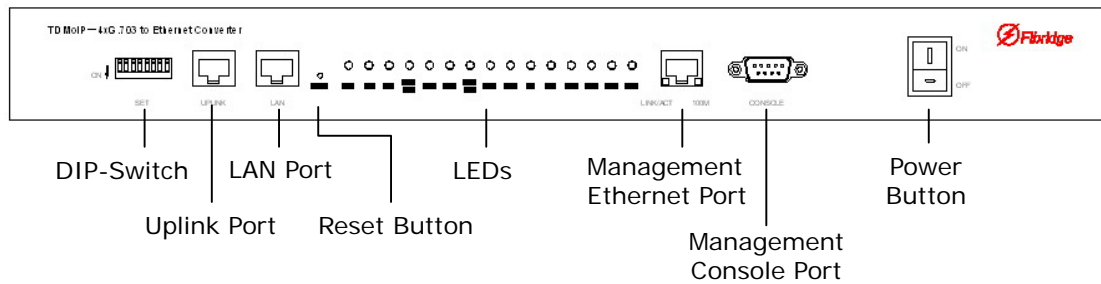 TDMoIP—4xG.703 to Ethernet Converter
Flbridge
ON
ON
OFF
SET
UPLINK
LAN
LINK/ACT
100M
CONSOLE
DIP-Switch
LAN Port
LEDs
Management
Ethernet Port
Power
Button
Uplink Port
Reset Button
Management
Console Port